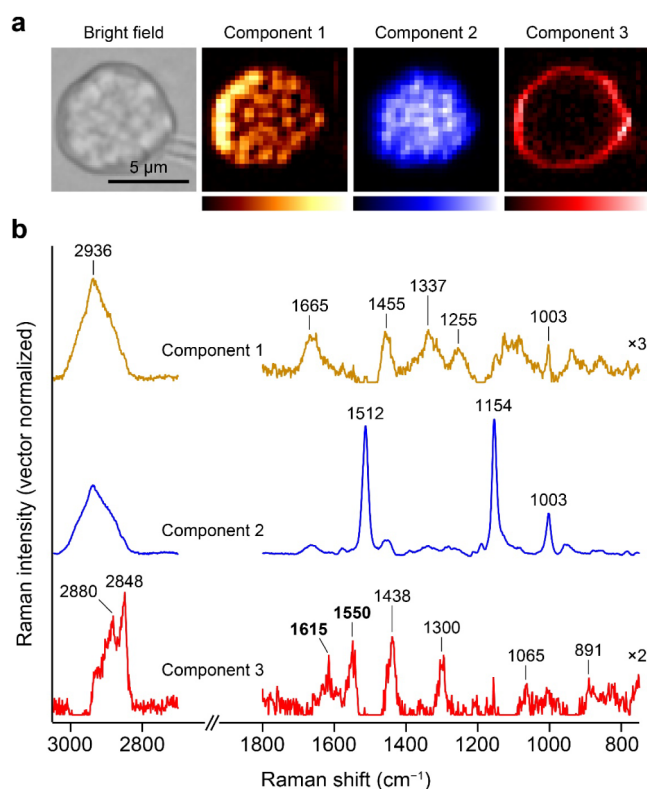 a
Bright field
Component 1
Component 2
Component 3
5 µm
b
2936
1665
1455
1337
1255
1003
×3
Component 1
1512
1154
1003
Component 2
2880
2848
1615
1550
1438
1300
1065
891
×2
Component 3
Raman intensity (vector normalized)
3000 2800 // 1800 1600 1400 1200 1000 800
Raman shift (cm⁻¹)